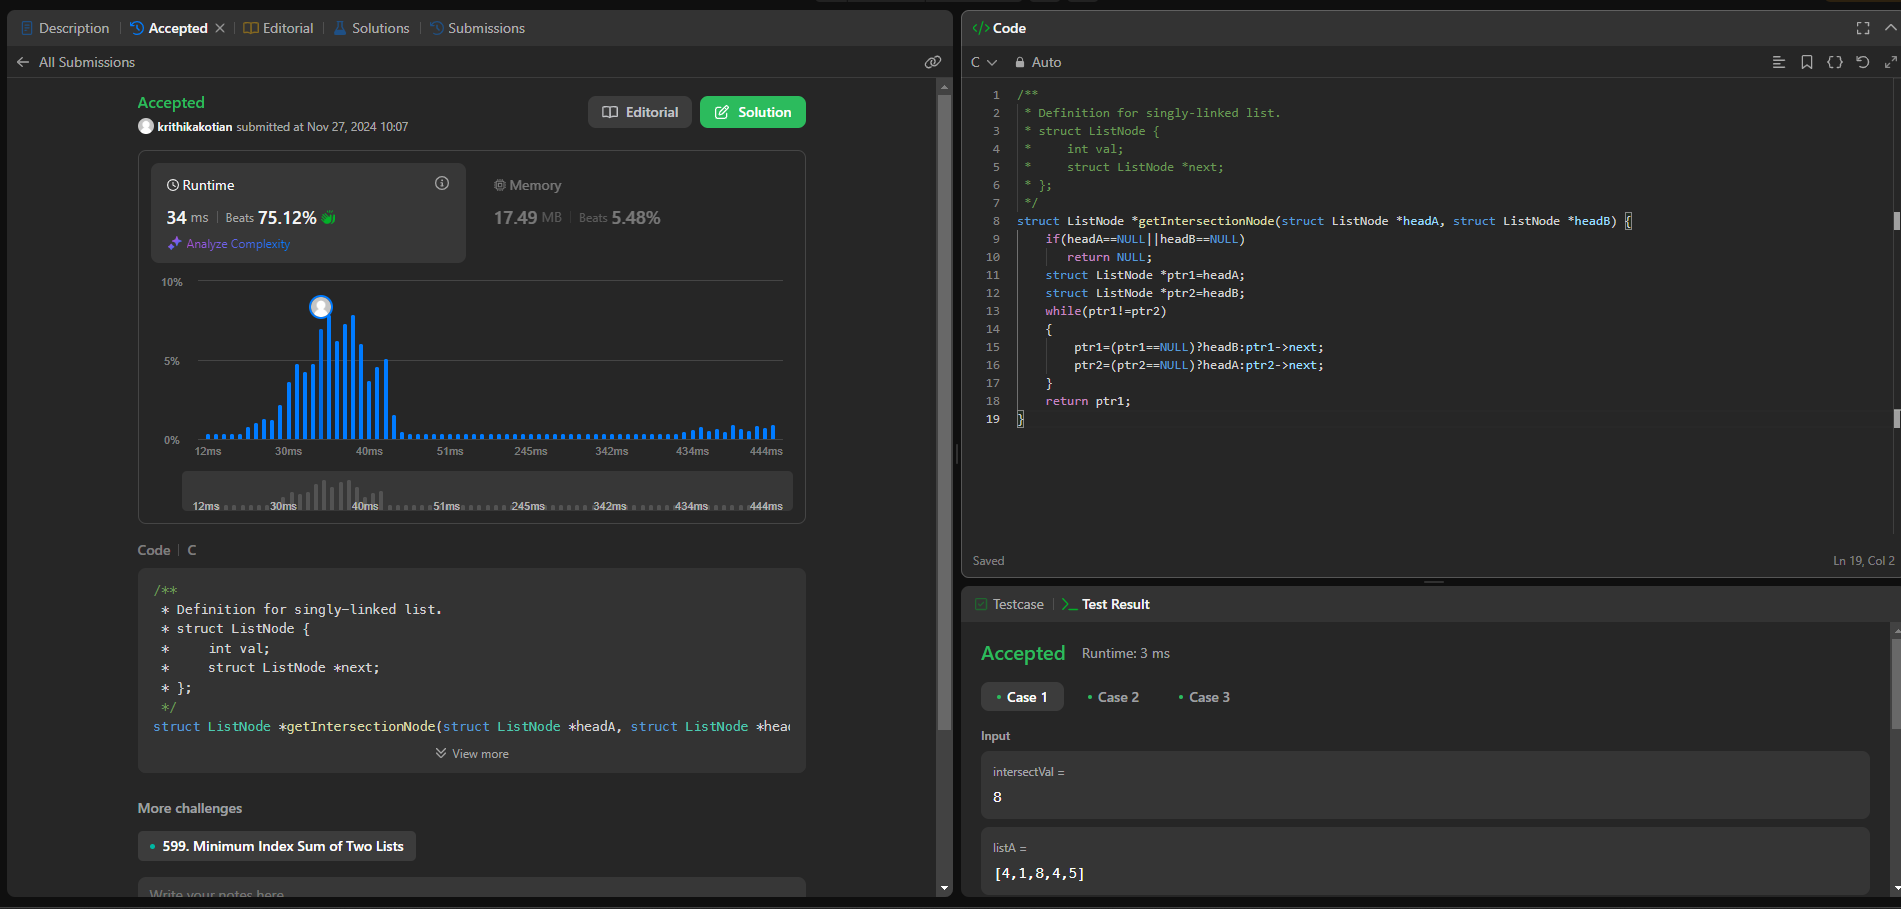 Description | Accepted | Editorial | Solutions | Submissions
All Submissions
Accepted
krithikakotian submitted at Nov 27, 2024 10:07
Editorial
Solution
Runtime
34 ms | Beats 75.12%
Analyze Complexity
Memory
17.49 MB | Beats 5.48%
10%
5%
0%
12ms 30ms 40ms 51ms 245ms 342ms 434ms 444ms
12ms 30ms 40ms 51ms 245ms 342ms 434ms 444ms
Code | C
/**
 * Definition for singly-linked list.
 * struct ListNode {
 *     int val;
 *     struct ListNode *next;
 * };
 */
struct ListNode *getIntersectionNode(struct ListNode *headA, struct ListNode *hea
View more
More challenges
599. Minimum Index Sum of Two Lists
Write your notes here
Code
C Auto
1 /**
2  * Definition for singly-linked list.
3  * struct ListNode {
4  *     int val;
5  *     struct ListNode *next;
6  * };
7  */
8 struct ListNode *getIntersectionNode(struct ListNode *headA, struct ListNode *headB) {
9     if(headA==NULL||headB==NULL)
10        return NULL;
11    struct ListNode *ptr1=headA;
12    struct ListNode *ptr2=headB;
13    while(ptr1!=ptr2)
14    {
15        ptr1=(ptr1==NULL)?headB:ptr1->next;
16        ptr2=(ptr2==NULL)?headA:ptr2->next;
17    }
18    return ptr1;
19 }
Saved
Ln 19, Col 2
Testcase | >_ Test Result
Accepted Runtime: 3 ms
Case 1 Case 2 Case 3
Input
intersectVal =
8
listA =
[4,1,8,4,5]